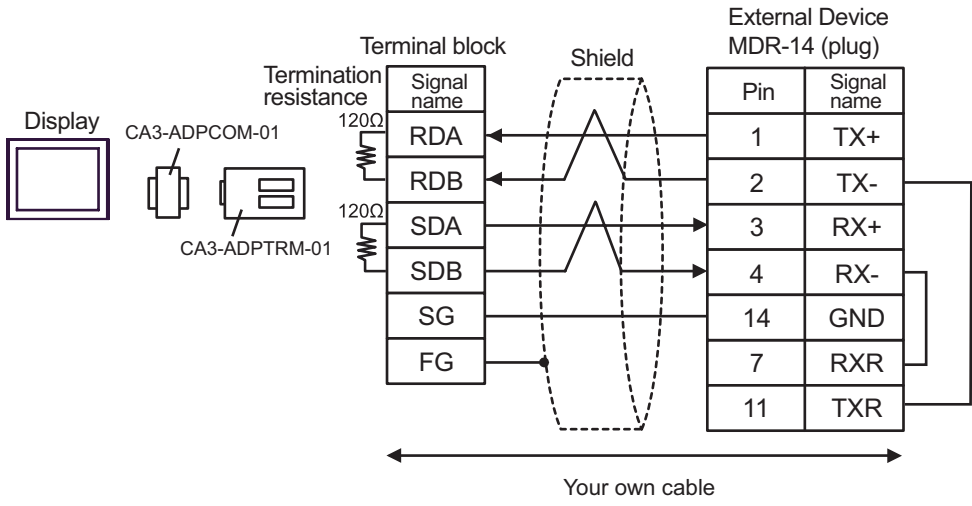 External Device
MDR-14 (plug)
Terminal block
Shield
Termination
resistance
Signal
name
Pin
Signal
name
Display
CA3-ADPCOM-01
CA3-ADPTRM-01
120Ω
RDA
1
TX+
RDB
2
TX-
120Ω
SDA
3
RX+
SDB
4
RX-
SG
14
GND
FG
7
RXR
11
TXR
Your own cable